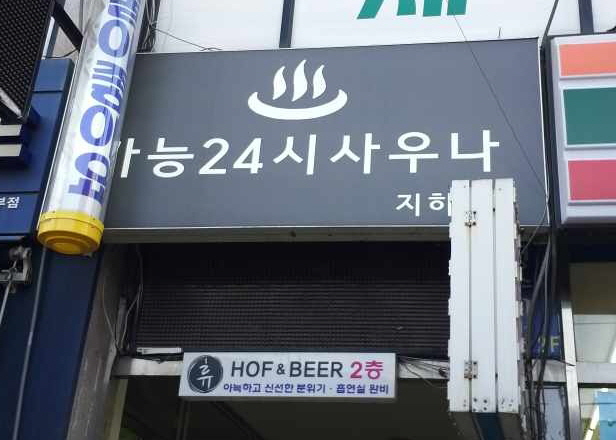 가능24시사우나
지하
HOF & BEER 2층
아늑하고 신선한 분위기 · 흡연실 완비